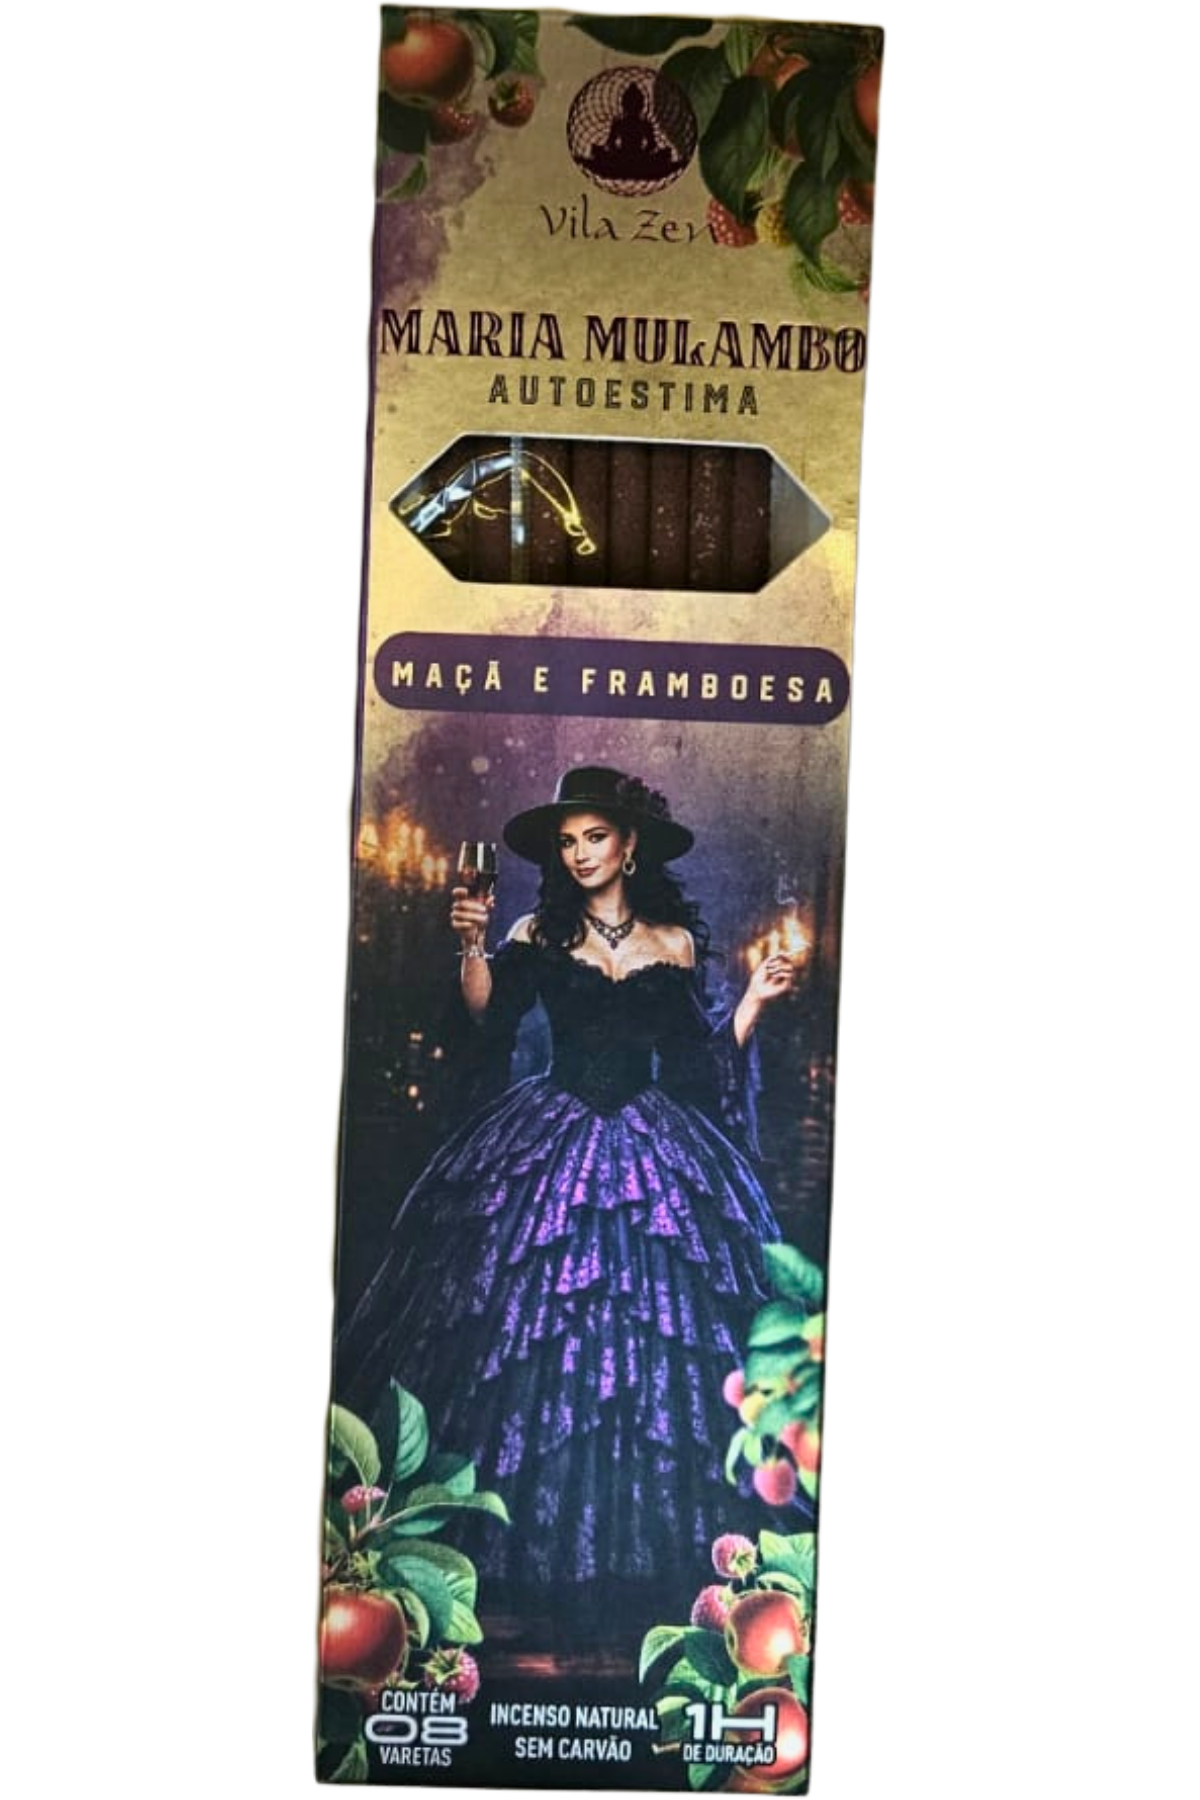 Vila Zen
MARIA MULAMBO
AUTOESTIMA
MAÇÃ E FRAMBOESA
CONTÉM
08
VARETAS
INCENSO NATURAL
SEM CARVÃO
1H
DE DURAÇÃO